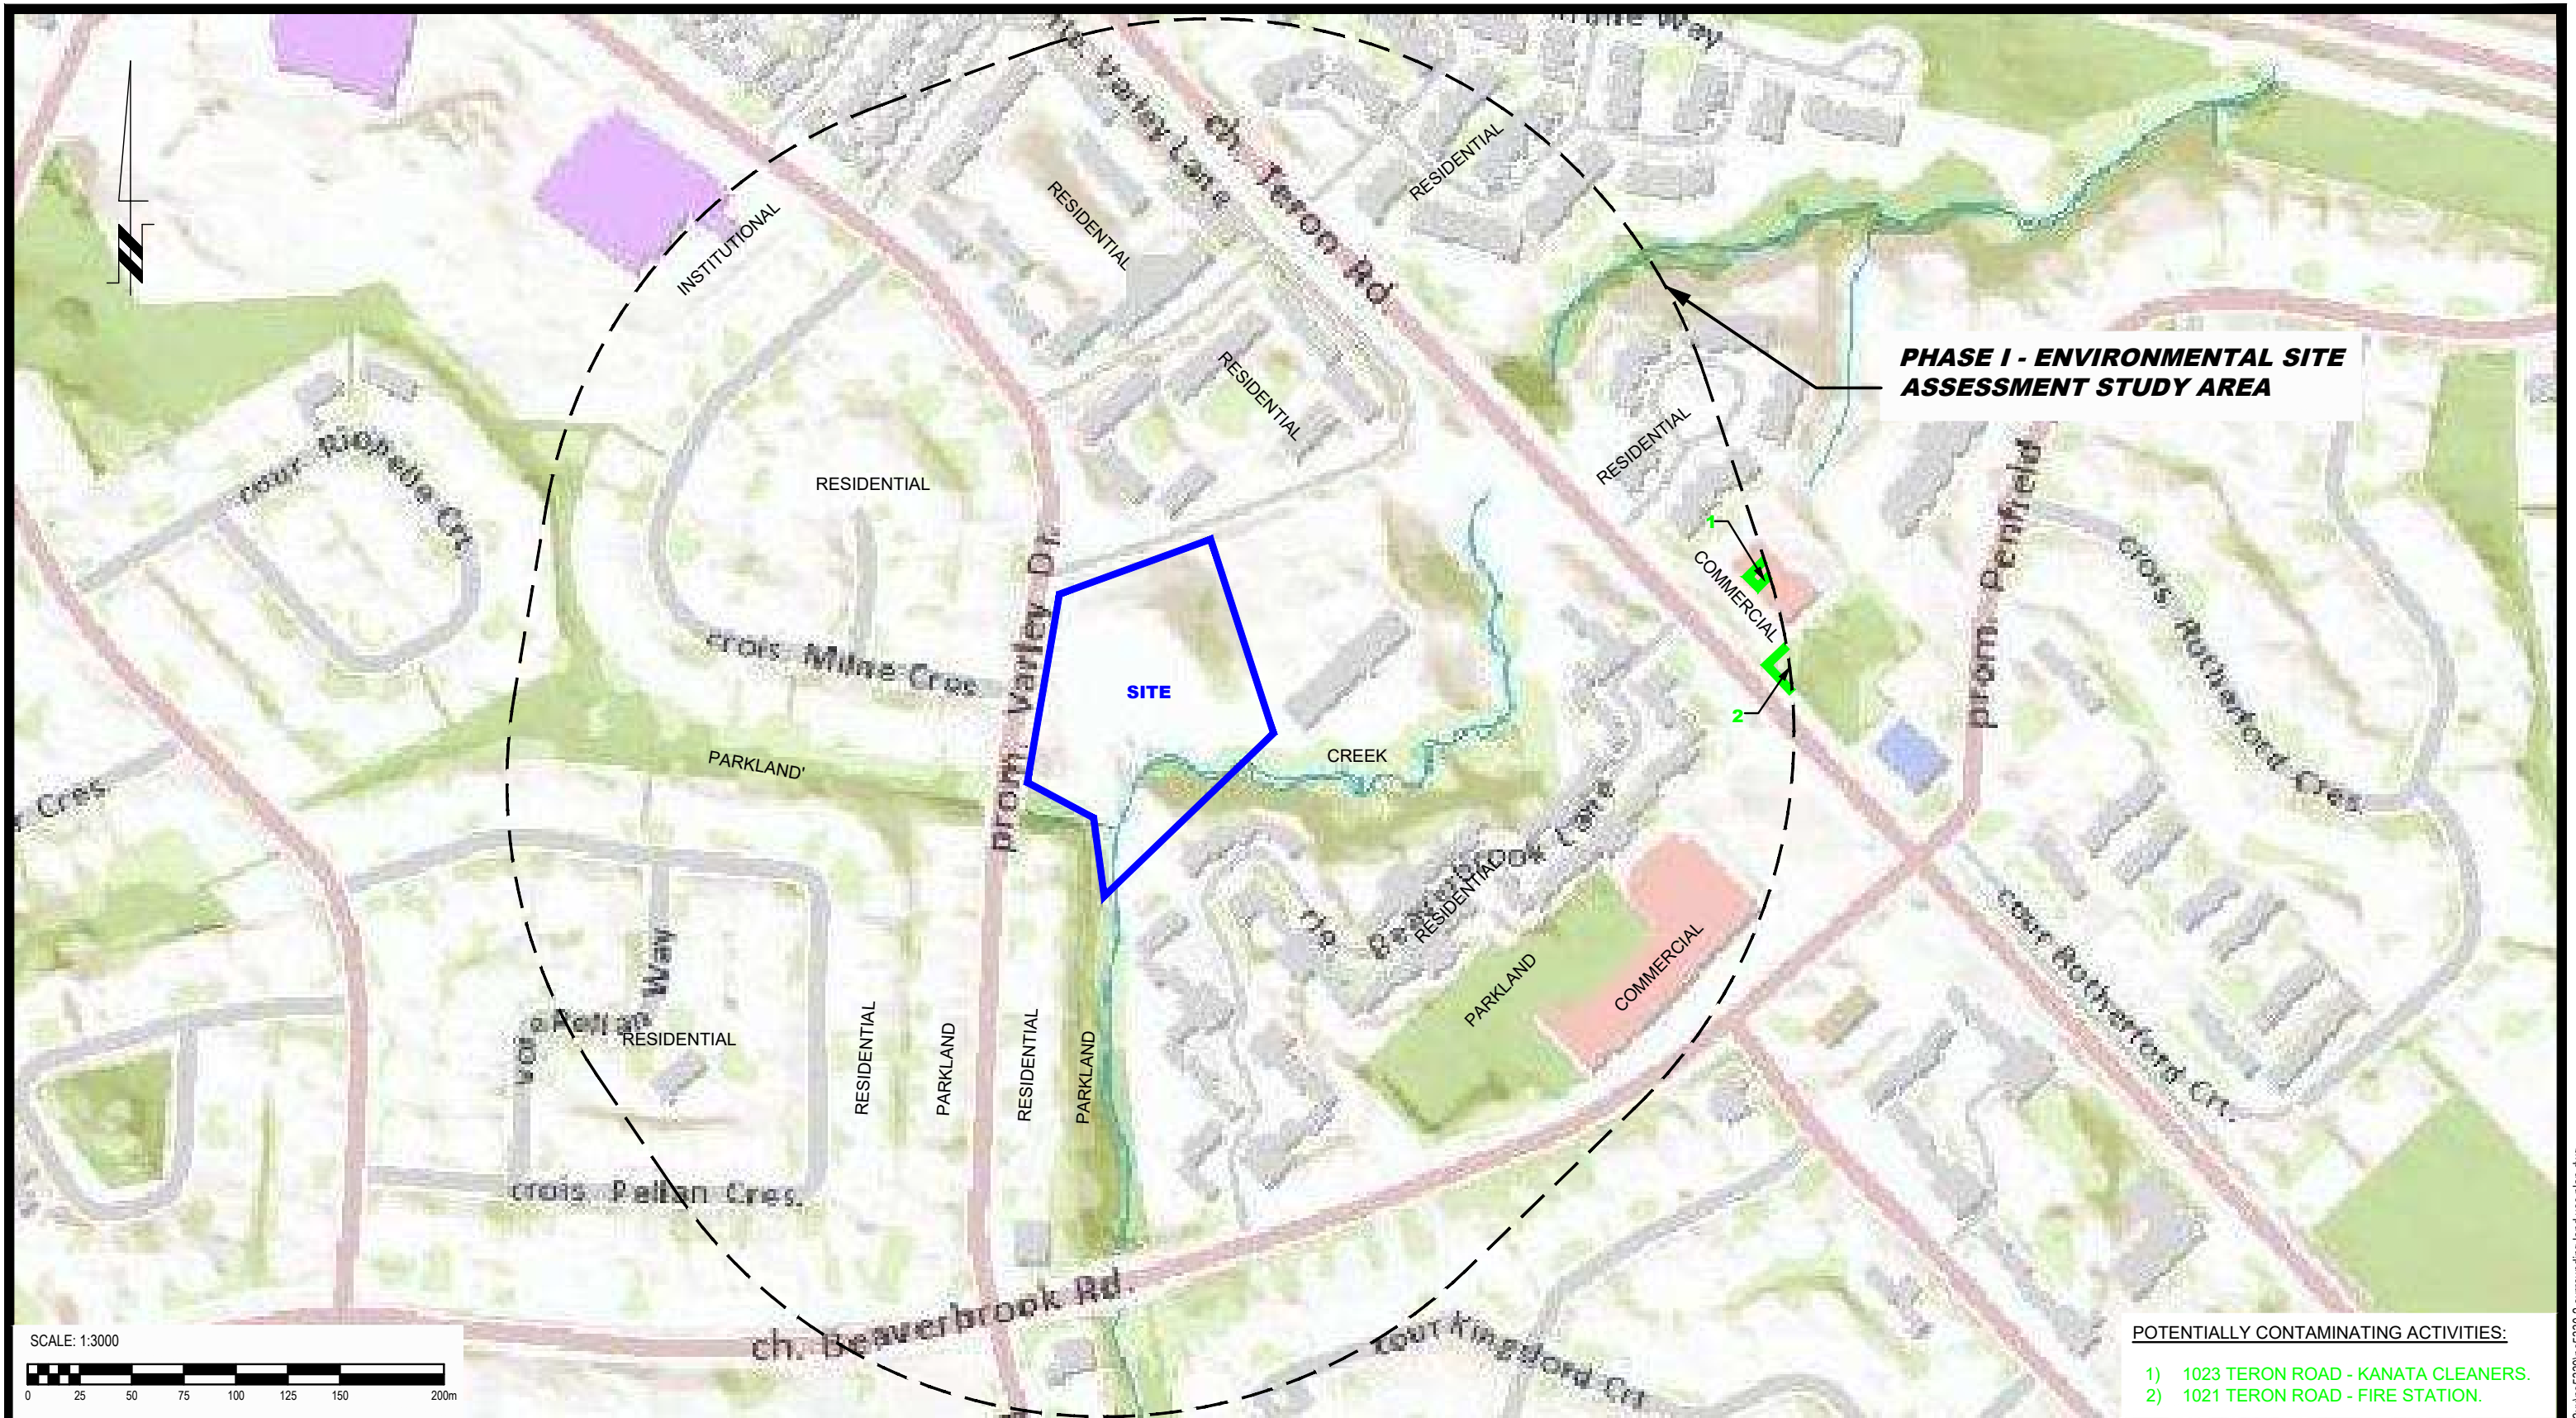 ch. Varley Lane
ch. Teron Rd.
RESIDENTIAL
RESIDENTIAL
INSTITUTIONAL
PHASE I - ENVIRONMENTAL SITE
ASSESSMENT STUDY AREA
RESIDENTIAL
RESIDENTIAL
cour Riopelle Crt.
RESIDENTIAL
prom. Penfield
1
COMMERCIAL
crois. Rutherford Cres.
crois. Milne Cres.
prom. Varley Dr.
SITE
2
PARKLAND'
CREEK
Cres.
Beaverbrook Lane
RESIDENTIAL
cour Rutherford Crt.
PARKLAND
COMMERCIAL
Way
RESIDENTIAL
RESIDENTIAL
PARKLAND
RESIDENTIAL
PARKLAND
crois. Pellan Cres.
ch. Beaverbrook Rd.
cour Kingsford Crt.
SCALE: 1:3000
0 25 50 75 100 125 150 200m
POTENTIALLY CONTAMINATING ACTIVITIES:
1) 1023 TERON ROAD - KANATA CLEANERS.
2) 1021 TERON ROAD - FIRE STATION.